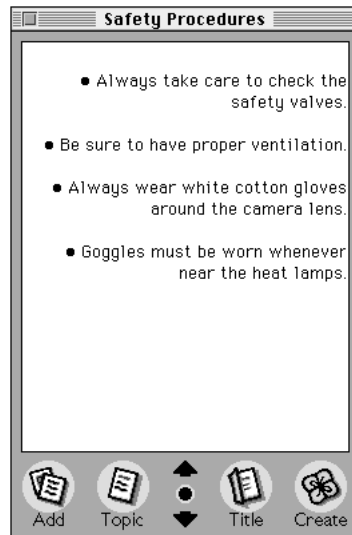 Safety Procedures
● Always take care to check the
safety valves.
● Be sure to have proper ventilation.
● Always wear white cotton gloves
around the camera lens.
● Goggles must be worn whenever
near the heat lamps.
Add Topic Title Create